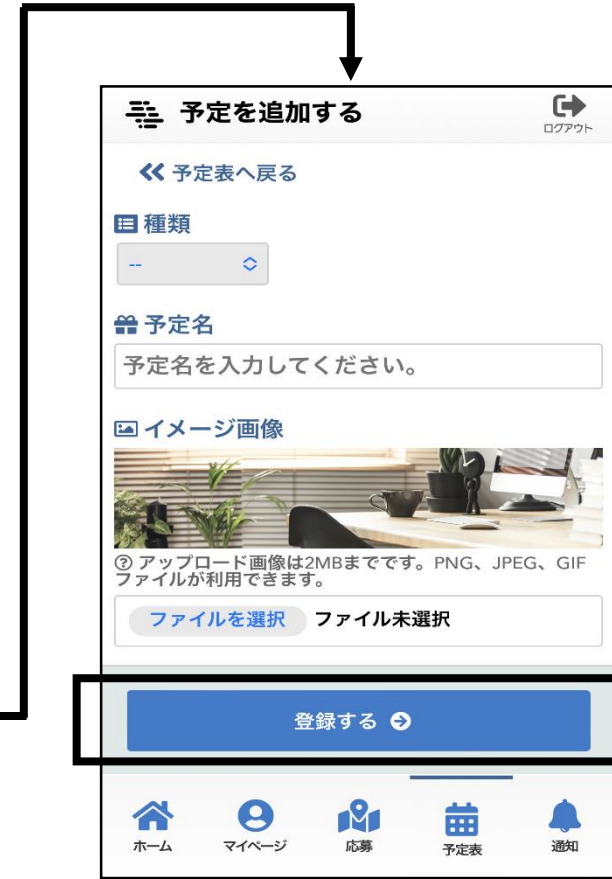 予定を追加する
ログアウト
予定表へ戻る
種類
--
予定名
予定名を入力してください。
イメージ画像
アップロード画像は2MBまでです。PNG、JPEG、GIF
ファイルが利用できます。
ファイルを選択 ファイル未選択
登録する
ホーム マイページ 応募 予定表 通知